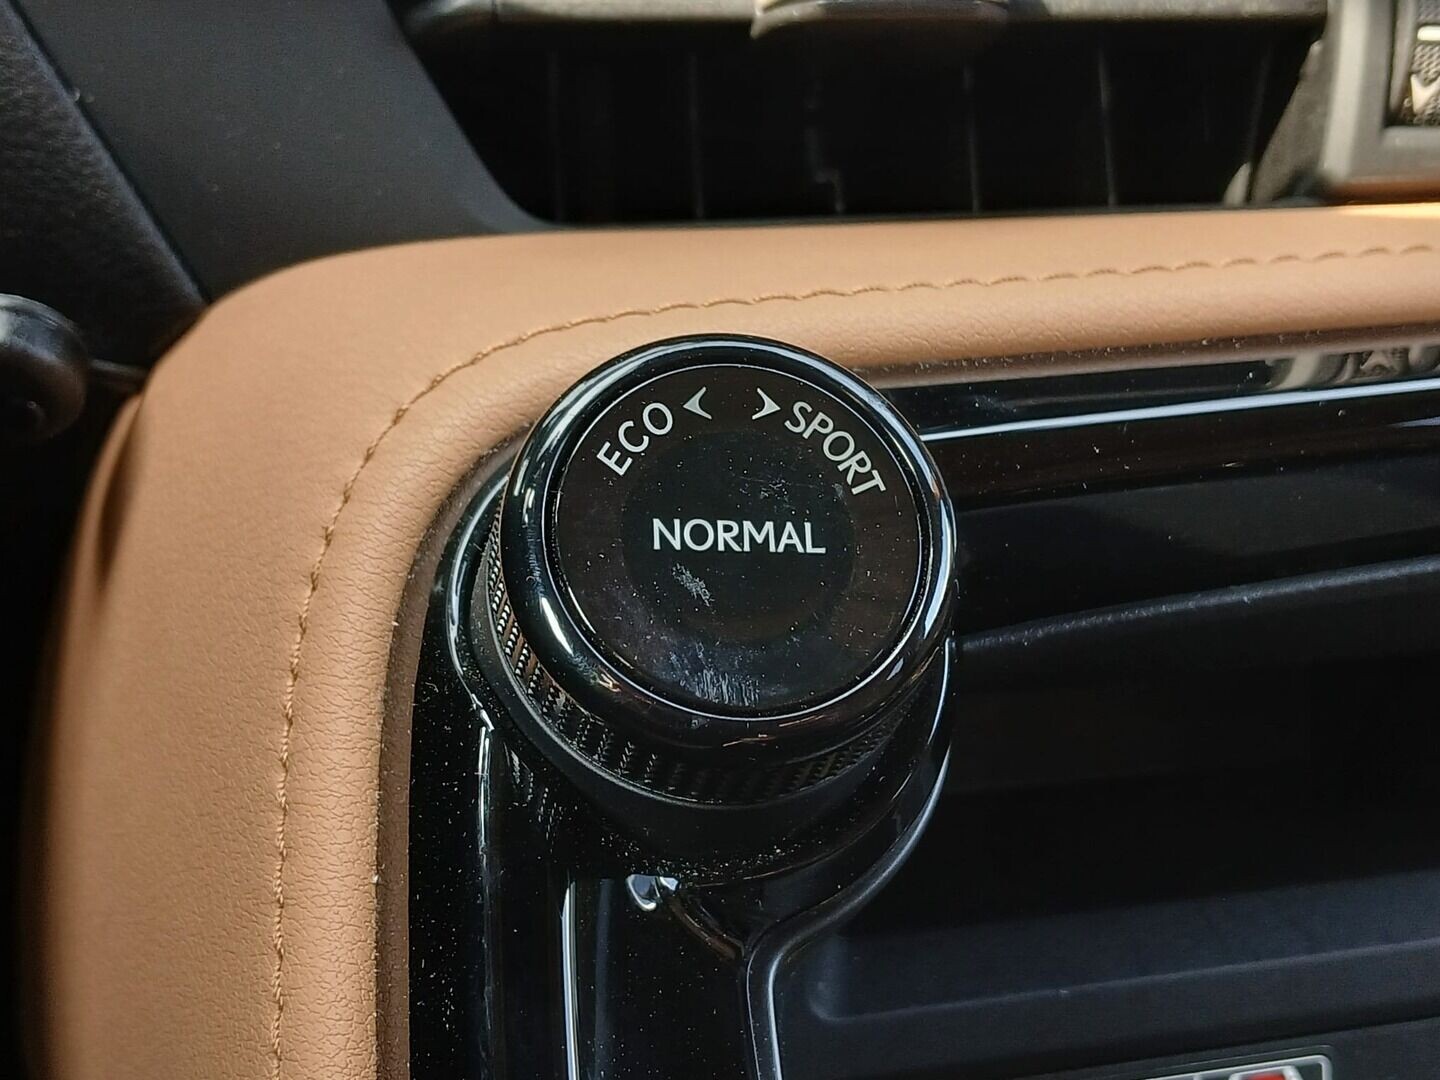 ECO < > SPORT
NORMAL